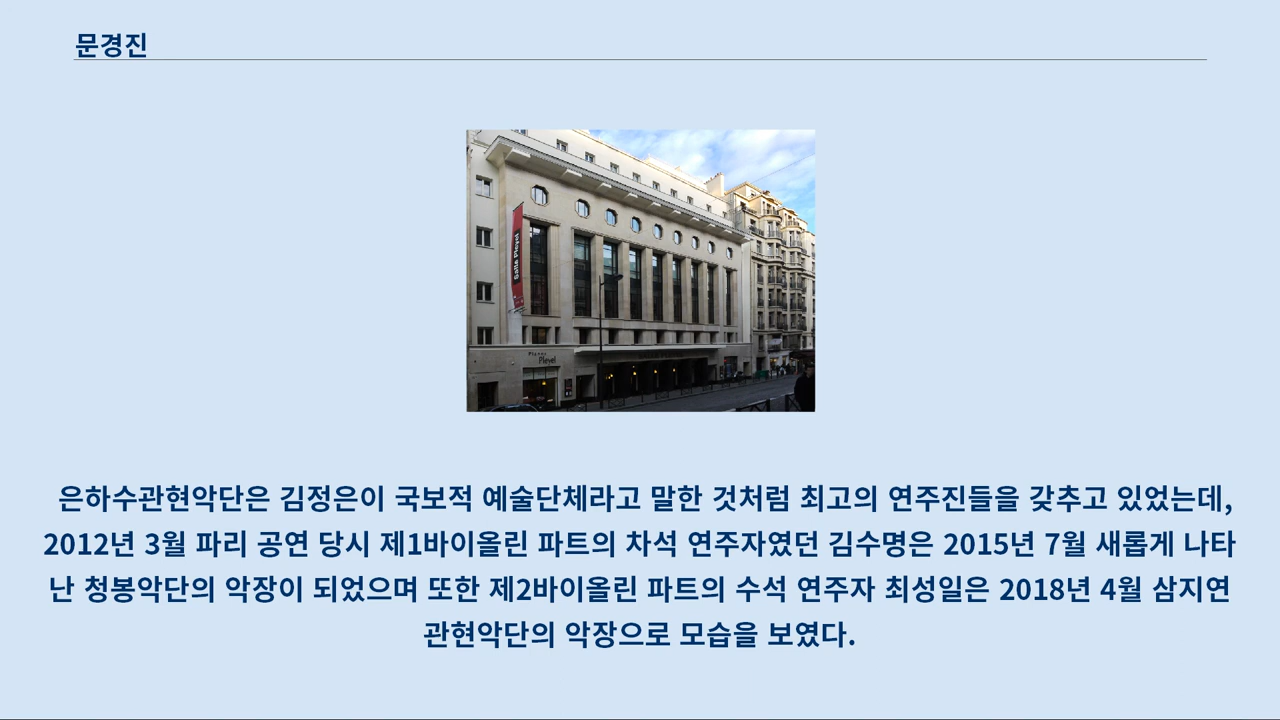 문경진
Salle Pleyel
Pianos
Pleyel
은하수관현악단은 김정은이 국보적 예술단체라고 말한 것처럼 최고의 연주진들을 갖추고 있었는데,
2012년 3월 파리 공연 당시 제1바이올린 파트의 차석 연주자였던 김수명은 2015년 7월 새롭게 나타
난 청봉악단의 악장이 되었으며 또한 제2바이올린 파트의 수석 연주자 최성일은 2018년 4월 삼지연
관현악단의 악장으로 모습을 보였다.